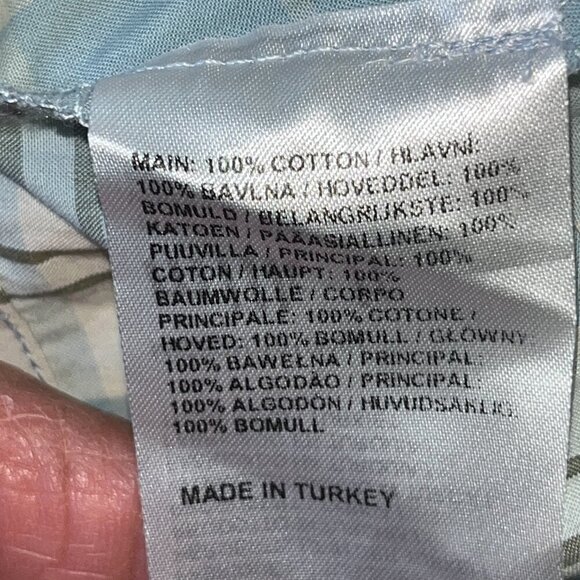 MAIN: 100% COTTON / HLAVNÍ:
100% BAVLNA / HOVEDDEL: 100%
BOMULD / BELANGRIJKSTE: 100%
KATOEN / PÄÄASIALLINEN: 100%
PUUVILLA / PRINCIPAL: 100%
COTON / HAUPT: 100%
BAUMWOLLE / CORPO
PRINCIPALE: 100% COTONE /
HOVED: 100% BOMULL / GŁÓWNY:
100% BAWEŁNA / PRINCIPAL:
100% ALGODÃO / PRINCIPAL:
100% ALGODÓN / HUVUDSAKLIG:
100% BOMULL
MADE IN TURKEY